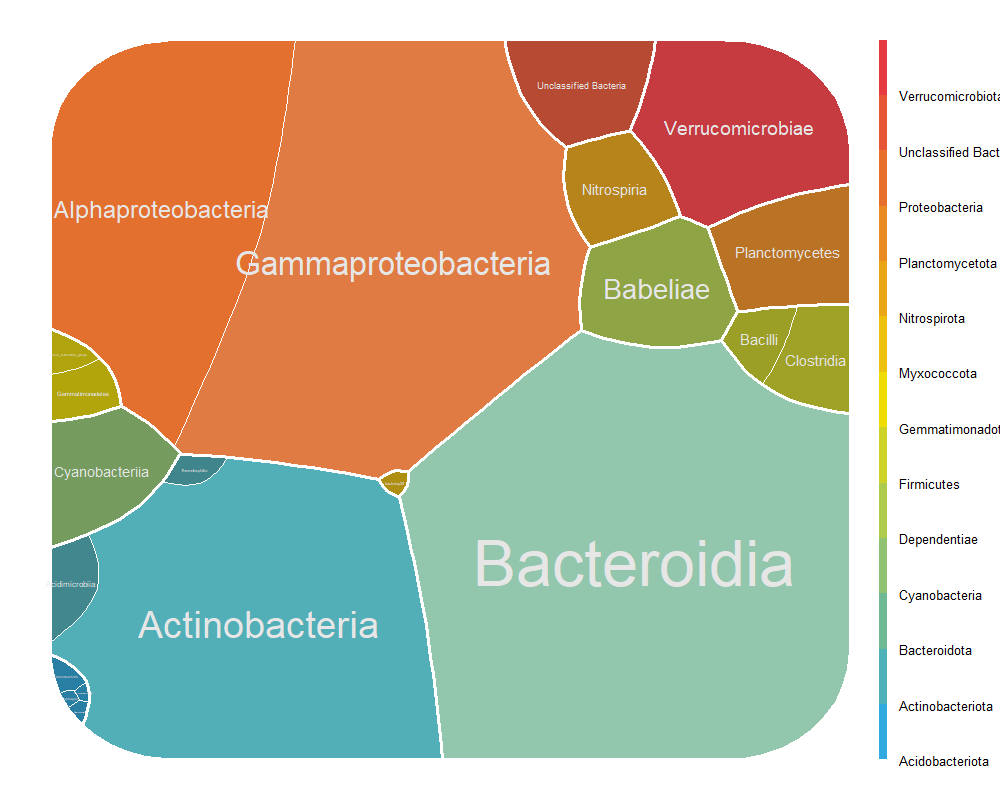 Unclassified Bacteria
Verrucomicrobiae
Nitrospiria
Alphaproteobacteria
Planctomycetes
Gammaproteobacteria
Babeliae
Bacilli
Clostridia
Gemmatimonadetes
Cyanobacteriia
Bacteroidia
cidimicrobiia
Actinobacteria
Verrucomicrobiota
Unclassified Bact
Proteobacteria
Planctomycetota
Nitrospirota
Myxococcota
Gemmatimonadot
Firmicutes
Dependentiae
Cyanobacteria
Bacteroidota
Actinobacteriota
Acidobacteriota